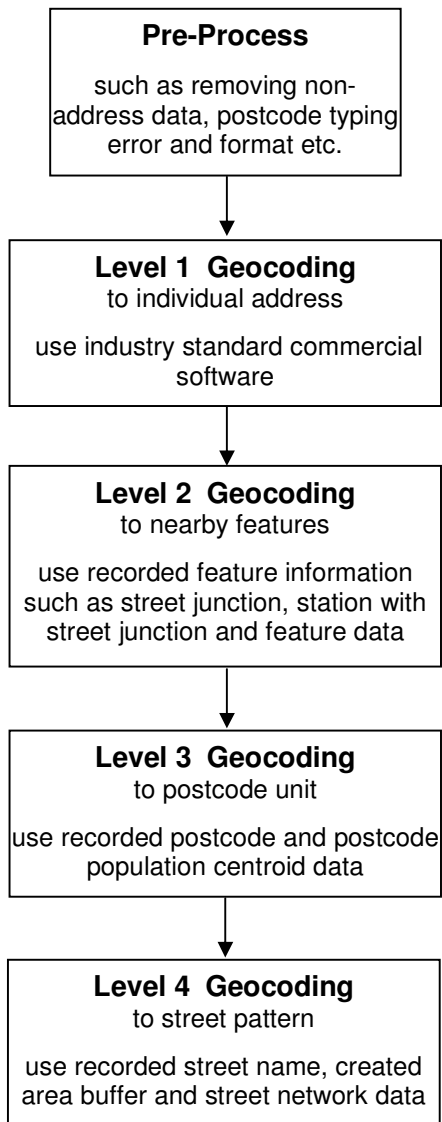 Pre-Process
such as removing non-
address data, postcode typing
error and format etc.
Level 1 Geocoding
to individual address
use industry standard commercial
software
Level 2 Geocoding
to nearby features
use recorded feature information
such as street junction, station with
street junction and feature data
Level 3 Geocoding
to postcode unit
use recorded postcode and postcode
population centroid data
Level 4 Geocoding
to street pattern
use recorded street name, created
area buffer and street network data